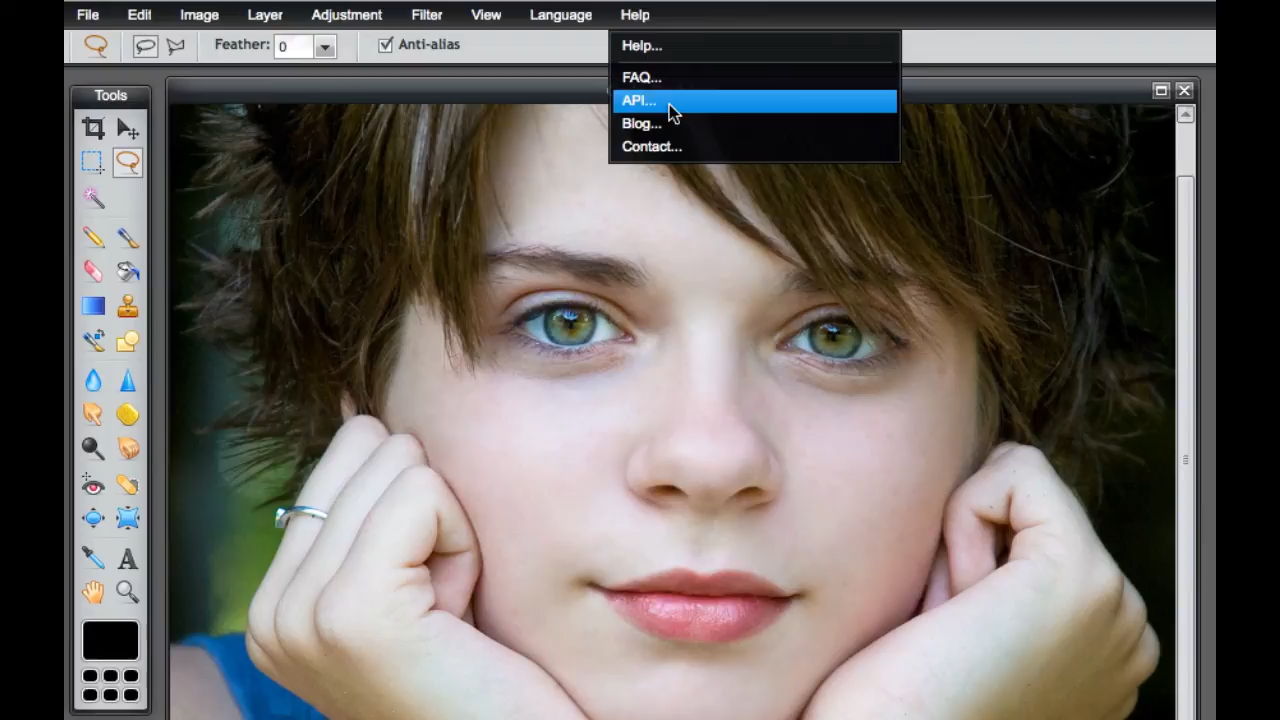 File Edit Image Layer Adjustment Filter View Language Help
Feather: 0 Anti-alias
Help...
FAQ...
API...
Blog...
Contact...
Tools
A